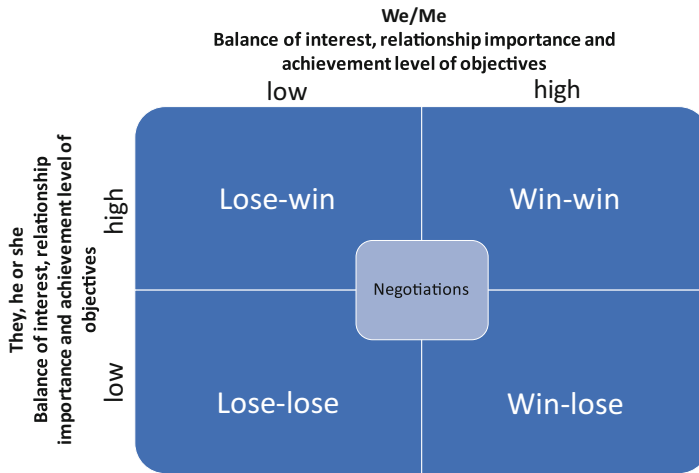 We/Me
Balance of interest, relationship importance and
achievement level of objectives
low
high
They, he or she
Balance of interest, relationship
importance and achievement level of
objectives
high
low
Lose-win
Win-win
Negotiations
Lose-lose
Win-lose